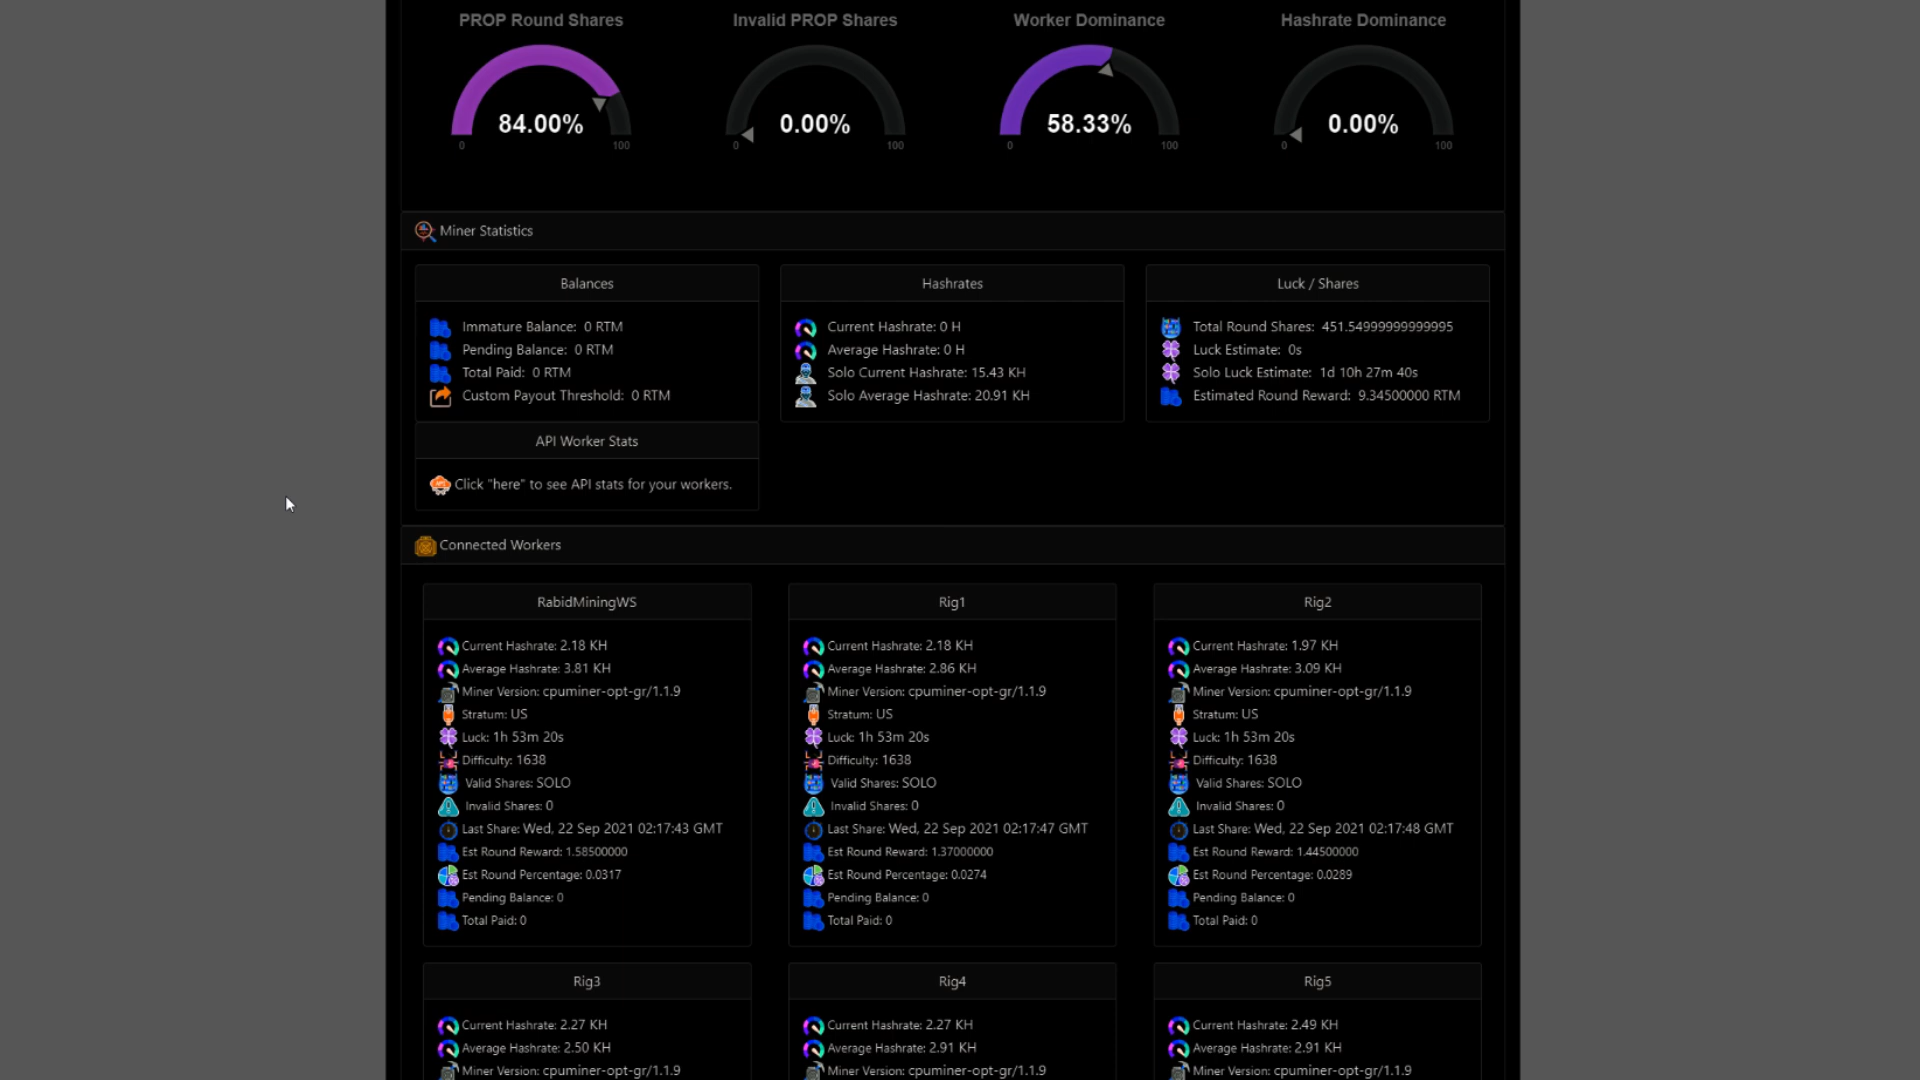 PROP Round Shares
84.00%
0 100
Invalid PROP Shares
0.00%
0 100
Worker Dominance
58.33%
0 100
Hashrate Dominance
0.00%
0 100
Miner Statistics
Balances
Immature Balance: 0 RTM
Pending Balance: 0 RTM
Total Paid: 0 RTM
Custom Payout Threshold: 0 RTM
Hashrates
Current Hashrate: 0 H
Average Hashrate: 0 H
Solo Current Hashrate: 15.43 KH
Solo Average Hashrate: 20.91 KH
Luck / Shares
Total Round Shares: 451.54999999999995
Luck Estimate: 0s
Solo Luck Estimate: 1d 10h 27m 40s
Estimated Round Reward: 9.34500000 RTM
API Worker Stats
Click "here" to see API stats for your workers.
Connected Workers
RabidMiningWS
Current Hashrate: 2.18 KH
Average Hashrate: 3.81 KH
Miner Version: cpuminer-opt-gr/1.1.9
Stratum: US
Luck: 1h 53m 20s
Difficulty: 1638
Valid Shares: SOLO
Invalid Shares: 0
Last Share: Wed, 22 Sep 2021 02:17:43 GMT
Est Round Reward: 1.58500000
Est Round Percentage: 0.0317
Pending Balance: 0
Total Paid: 0
Rig1
Current Hashrate: 2.18 KH
Average Hashrate: 2.86 KH
Miner Version: cpuminer-opt-gr/1.1.9
Stratum: US
Luck: 1h 53m 20s
Difficulty: 1638
Valid Shares: SOLO
Invalid Shares: 0
Last Share: Wed, 22 Sep 2021 02:17:47 GMT
Est Round Reward: 1.37000000
Est Round Percentage: 0.0274
Pending Balance: 0
Total Paid: 0
Rig2
Current Hashrate: 1.97 KH
Average Hashrate: 3.09 KH
Miner Version: cpuminer-opt-gr/1.1.9
Stratum: US
Luck: 1h 53m 20s
Difficulty: 1638
Valid Shares: SOLO
Invalid Shares: 0
Last Share: Wed, 22 Sep 2021 02:17:48 GMT
Est Round Reward: 1.44500000
Est Round Percentage: 0.0289
Pending Balance: 0
Total Paid: 0
Rig3
Current Hashrate: 2.27 KH
Average Hashrate: 2.50 KH
Miner Version: cpuminer-opt-gr/1.1.9
Rig4
Current Hashrate: 2.27 KH
Average Hashrate: 2.91 KH
Miner Version: cpuminer-opt-gr/1.1.9
Rig5
Current Hashrate: 2.49 KH
Average Hashrate: 2.91 KH
Miner Version: cpuminer-opt-gr/1.1.9